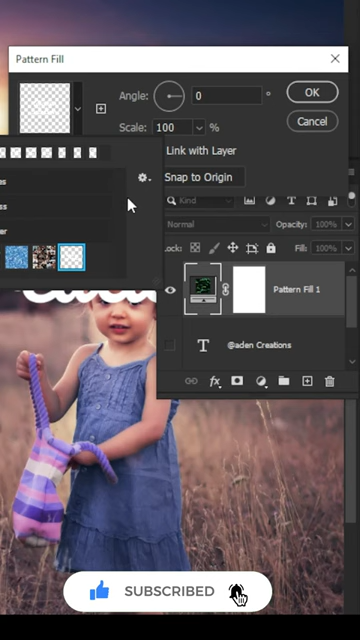 Pattern Fill
Angle: 0 °
OK
Scale: 100 %
Cancel
Link with Layer
Snap to Origin
Kind
Normal
Opacity: 100%
Lock:
Fill: 100%
Pattern Fill 1
T @aden Creations
fx
SUBSCRIBED